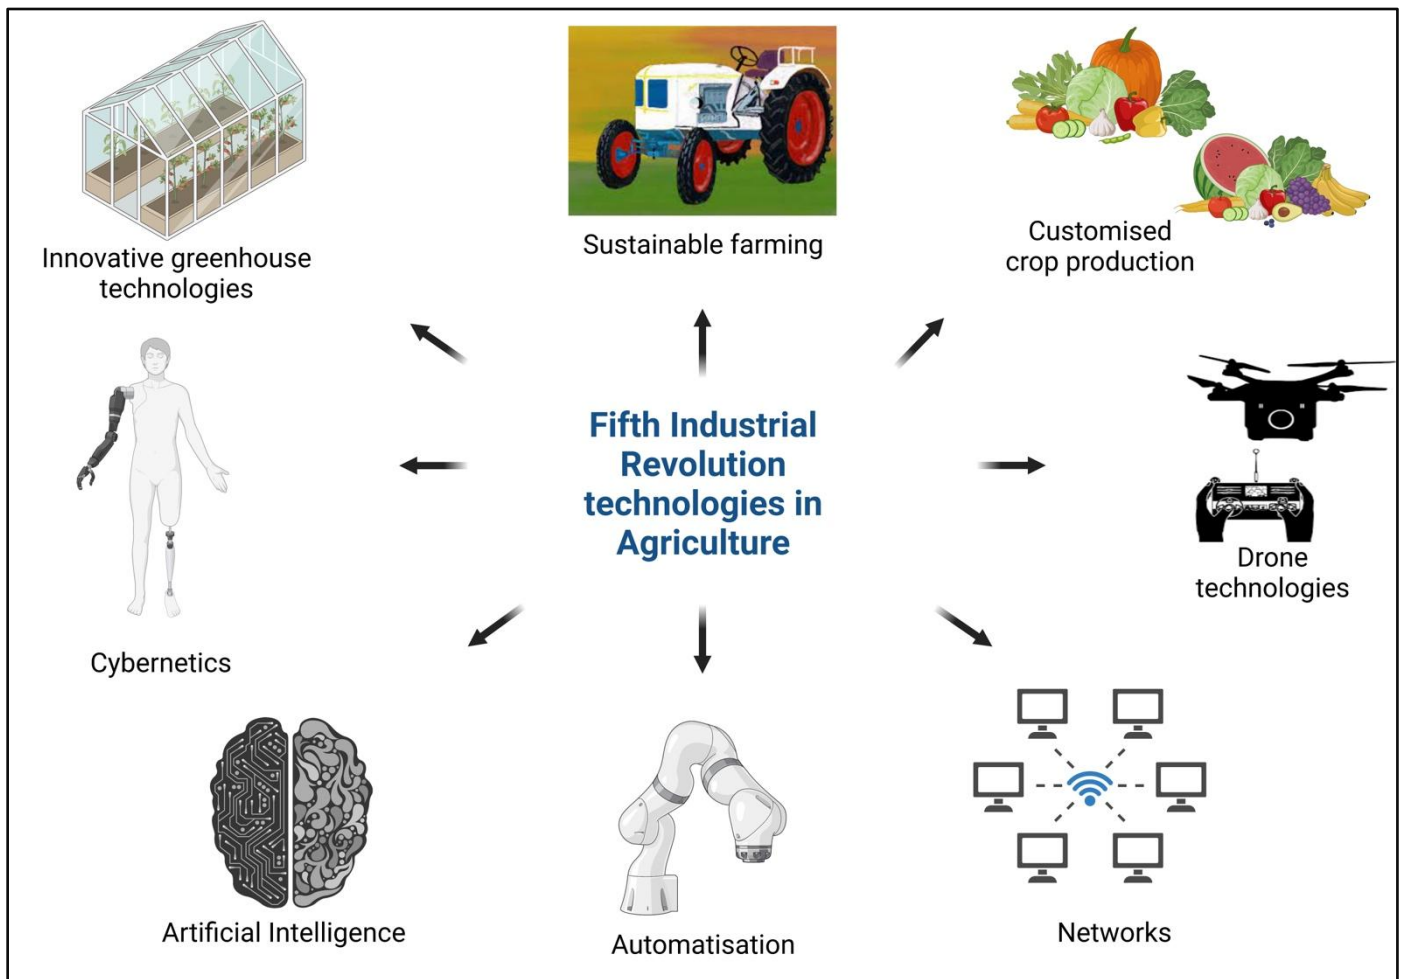 Innovative greenhouse
technologies
Sustainable farming
Customised
crop production
Fifth Industrial
Revolution
technologies in
Agriculture
Drone
technologies
Cybernetics
Artificial Intelligence
Automatisation
Networks